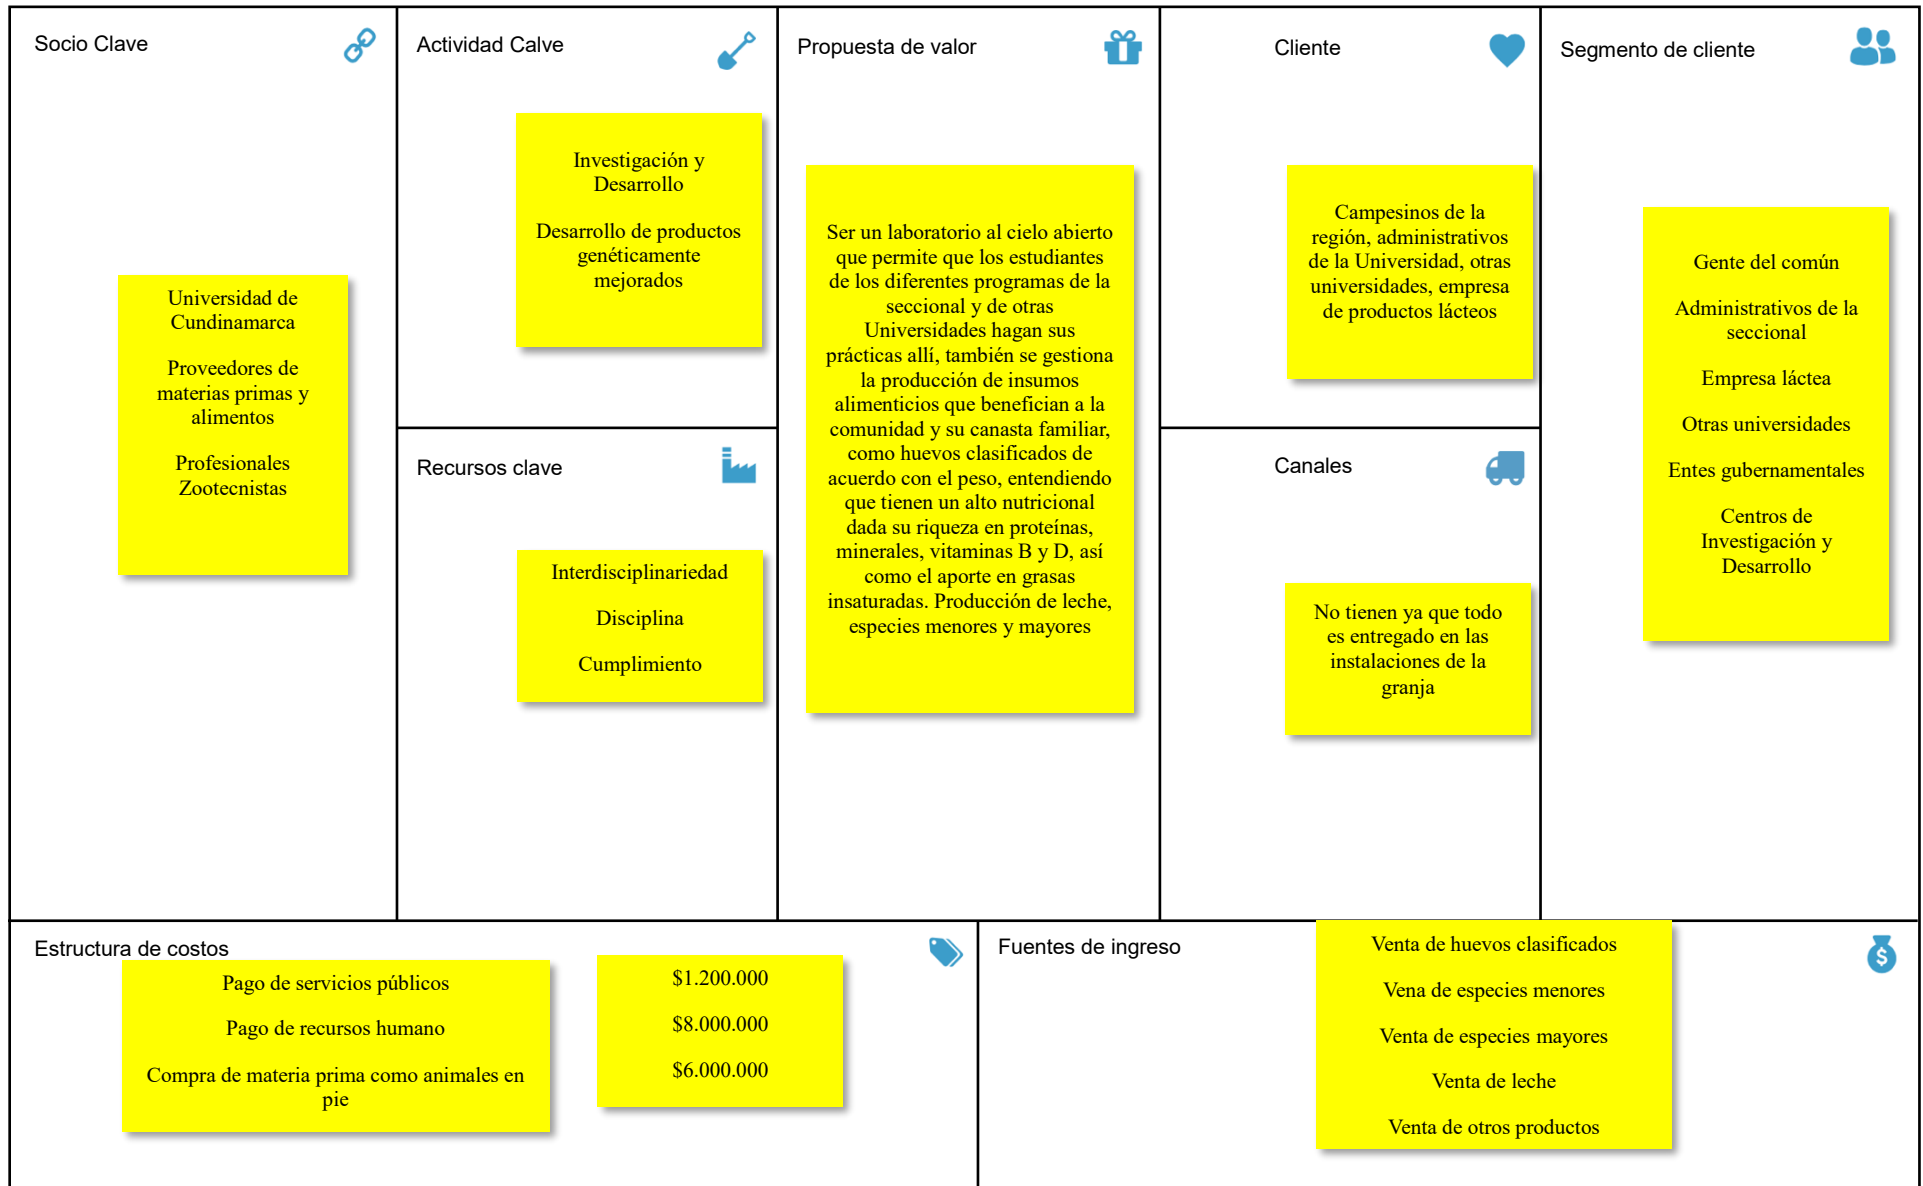 Socio Clave
Universidad de
Cundinamarca
Proveedores de
materias primas y
alimentos
Profesionales
Zootecnistas
Actividad Calve
Investigación y
Desarrollo
Desarrollo de productos
genéticamente
mejorados
Recursos clave
Interdisciplinariedad
Disciplina
Cumplimiento
Propuesta de valor
Ser un laboratorio al cielo abierto
que permite que los estudiantes
de los diferentes programas de la
seccional y de otras
Universidades hagan sus
prácticas allí, también se gestiona
la producción de insumos
alimenticios que benefician a la
comunidad y su canasta familiar,
como huevos clasificados de
acuerdo con el peso, entendiendo
que tienen un alto nutricional
dada su riqueza en proteínas,
minerales, vitaminas B y D, así
como el aporte en grasas
insaturadas. Producción de leche,
especies menores y mayores
Cliente
Campesinos de la
región, administrativos
de la Universidad, otras
universidades, empresa
de productos lácteos
Canales
No tienen ya que todo
es entregado en las
instalaciones de la
granja
Segmento de cliente
Gente del común
Administrativos de la
seccional
Empresa láctea
Otras universidades
Entes gubernamentales
Centros de
Investigación y
Desarrollo
Estructura de costos
Pago de servicios públicos
Pago de recursos humano
Compra de materia prima como animales en
pie
$1.200.000
$8.000.000
$6.000.000
Fuentes de ingreso
Venta de huevos clasificados
Vena de especies menores
Venta de especies mayores
Venta de leche
Venta de otros productos
$